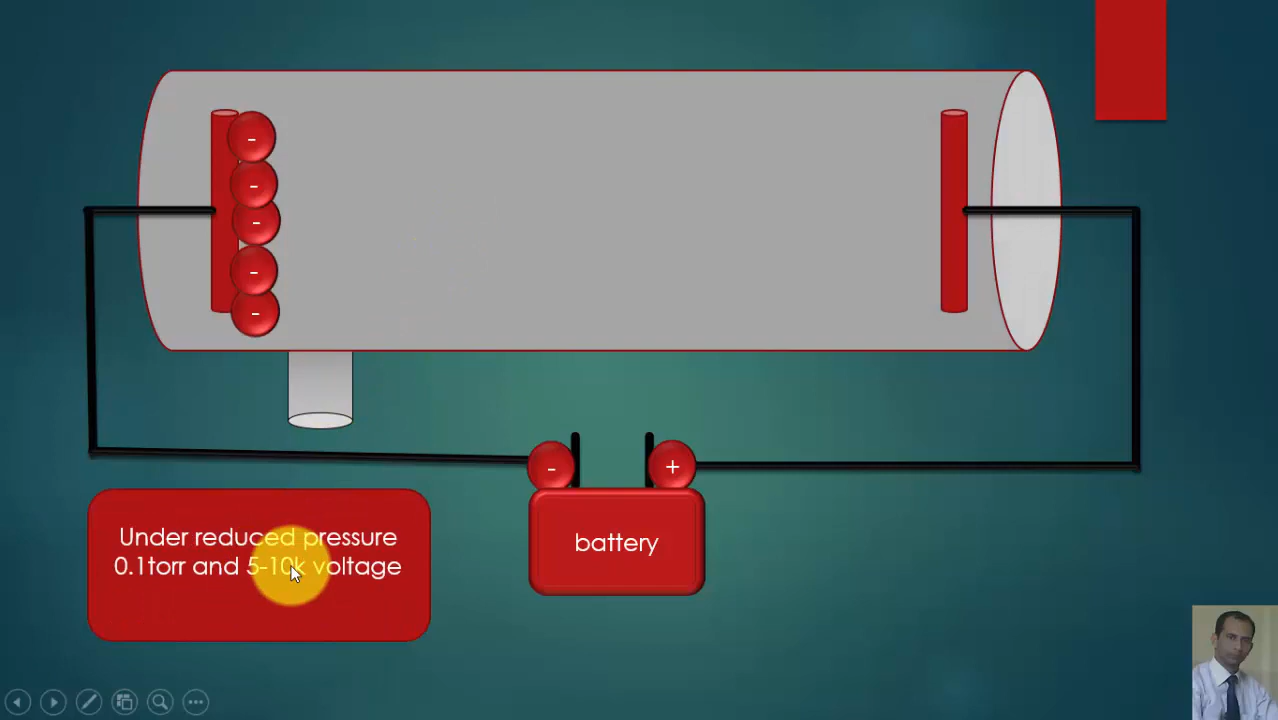 -
-
-
-
-
- +
battery
Under reduced pressure
0.1torr and 5-10k voltage